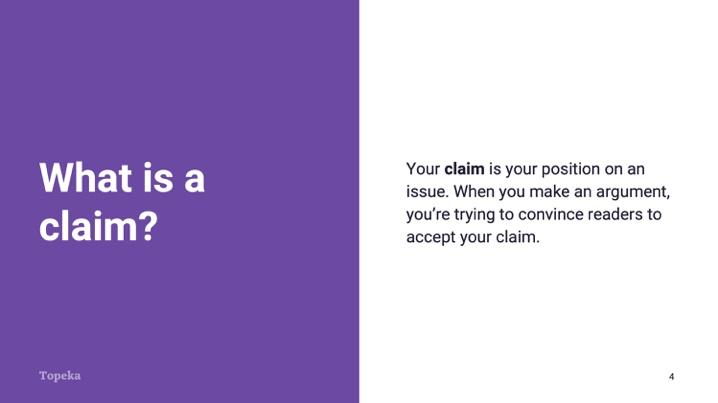 What is a
claim?
Your claim is your position on an
issue. When you make an argument,
you’re trying to convince readers to
accept your claim.
Topeka
4